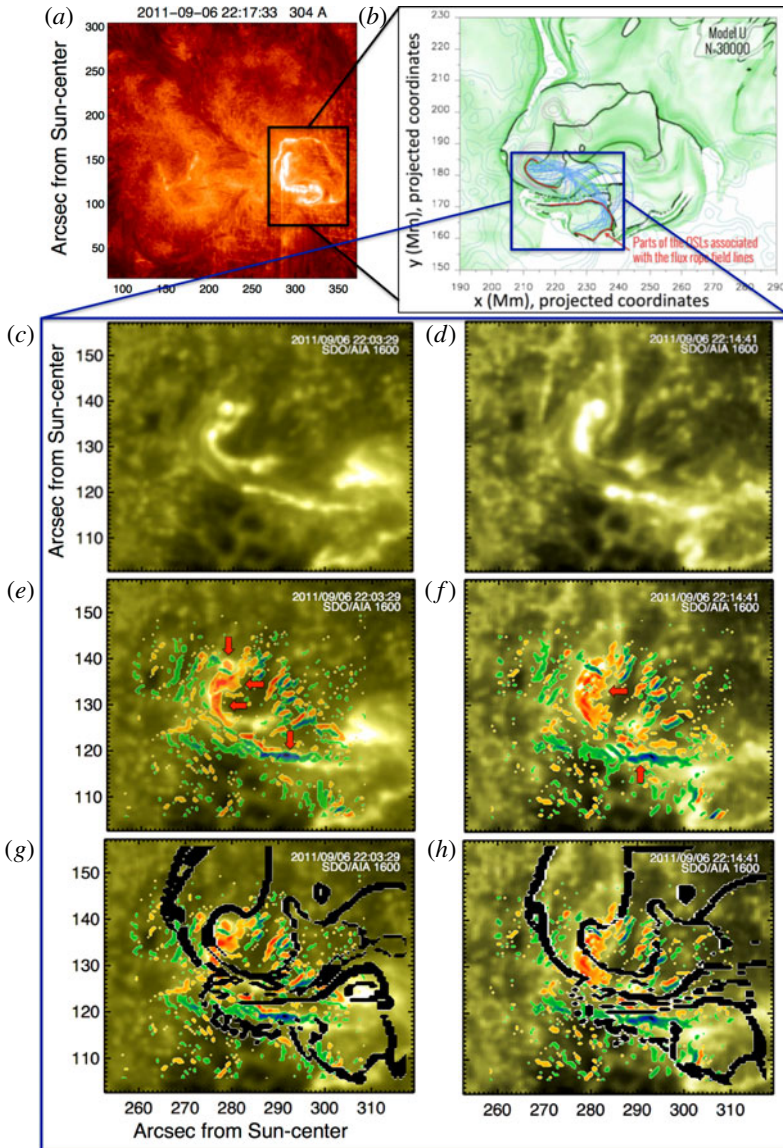 (a)
2011-09-06 22:17:33 304 A
Arcsec from Sun-center
300
250
200
150
100
50
100 150 200 250 300 350
(b)
Model U
N=30000
y (Mm), projected coordinates
230
220
210
200
190
180
170
160
150
Parts of the QSLs associated
with the flux rope field lines
190 200 210 220 230 240 250 260 270 280 290
x (Mm), projected coordinates
(c)
2011/09/06 22:03:29
SDO/AIA 1600
Arcsec from Sun-center
150
140
130
120
110
(d)
2011/09/06 22:14:41
SDO/AIA 1600
(e)
2011/09/06 22:03:29
SDO/AIA 1600
150
140
130
120
110
(f)
2011/09/06 22:14:41
SDO/AIA 1600
(g)
2011/09/06 22:03:29
SDO/AIA 1600
150
140
130
120
110
260 270 280 290 300 310
Arcsec from Sun-center
(h)
2011/09/06 22:14:41
SDO/AIA 1600
260 270 280 290 300 310